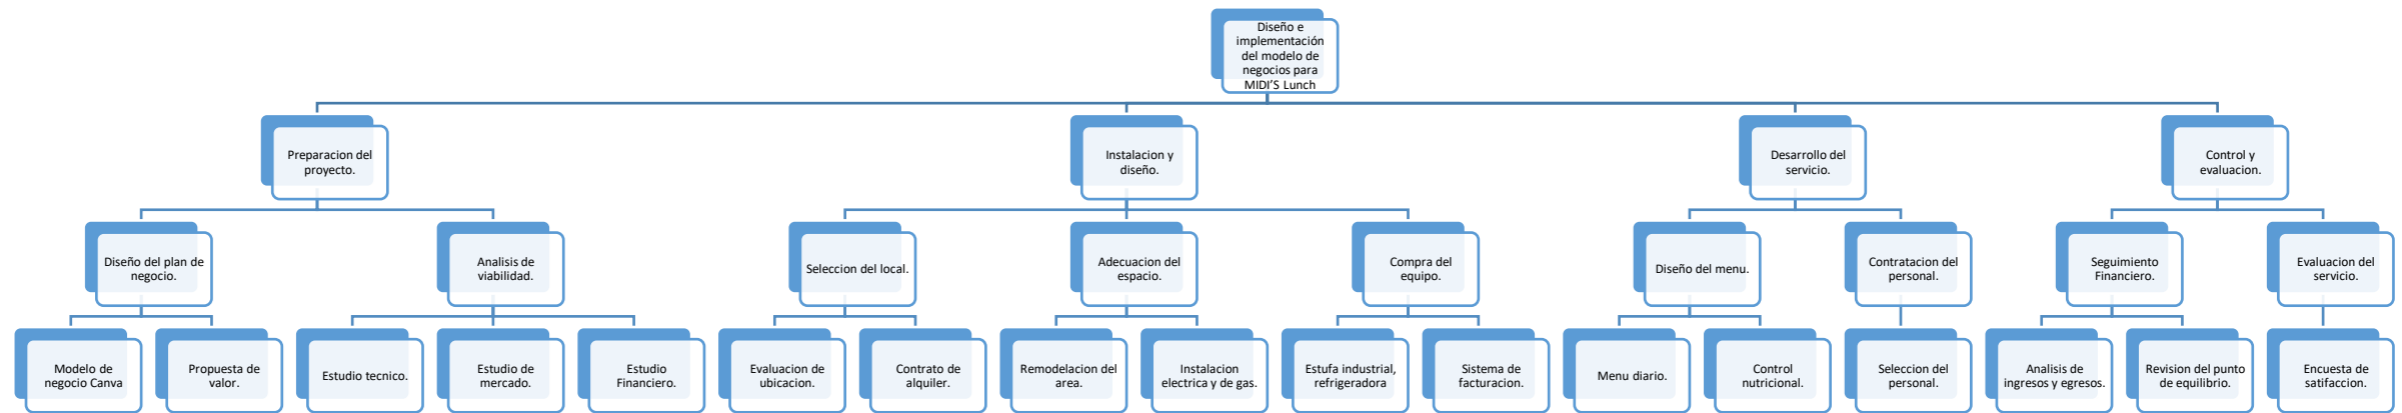 Diseño e
implementación
del modelo de
negocios para
MIDI'S Lunch
Preparacion del
proyecto.
Instalacion y
diseño.
Desarrollo del
servicio.
Control y
evaluacion.
Diseño del plan de
negocio.
Analisis de
viabilidad.
Seleccion del local.
Adecuacion del
espacio.
Compra del
equipo.
Diseño del menu.
Contratacion del
personal.
Seguimiento
Financiero.
Evaluacion del
servicio.
Modelo de
negocio Canva
Propuesta de
valor.
Estudio tecnico.
Estudio de
mercado.
Estudio
Financiero.
Evaluacion de
ubicacion.
Contrato de
alquiler.
Remodelacion del
area.
Instalacion
electrica y de gas.
Estufa industrial,
refrigeradora
Sistema de
facturacion.
Menu diario.
Control
nutricional.
Seleccion del
personal.
Analisis de
ingresos y egresos.
Revision del punto
de equilibrio.
Encuesta de
satifaccion.